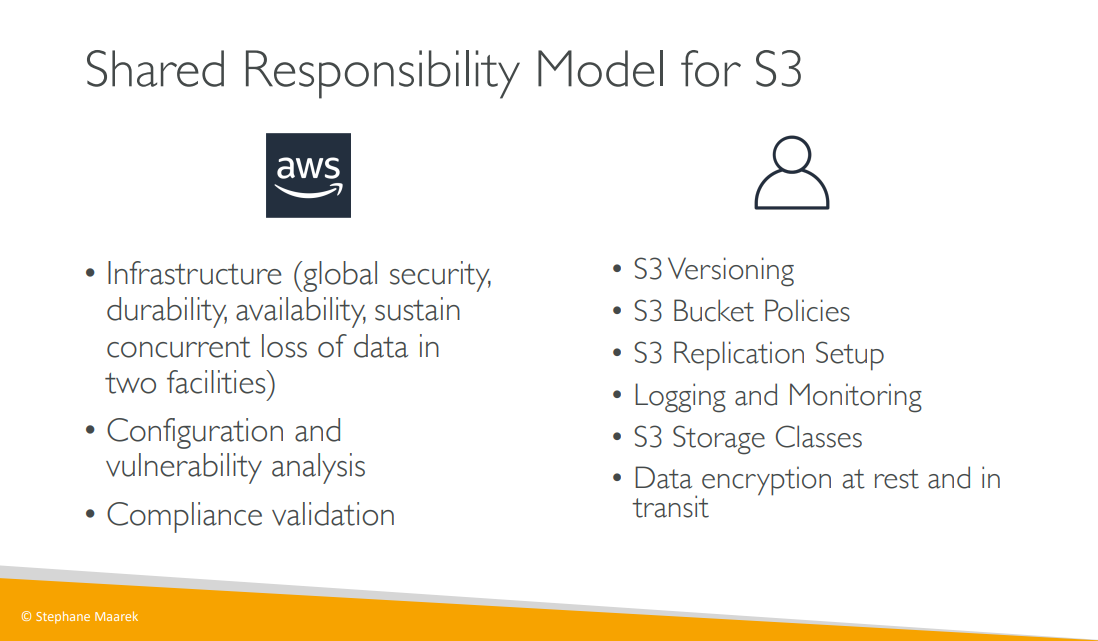 Shared Responsibility Model for S3
aws
• Infrastructure (global security,
durability, availability, sustain
concurrent loss of data in
two facilities)
• Configuration and
vulnerability analysis
• Compliance validation
• S3 Versioning
• S3 Bucket Policies
• S3 Replication Setup
• Logging and Monitoring
• S3 Storage Classes
• Data encryption at rest and in
transit
© Stephane Maarek